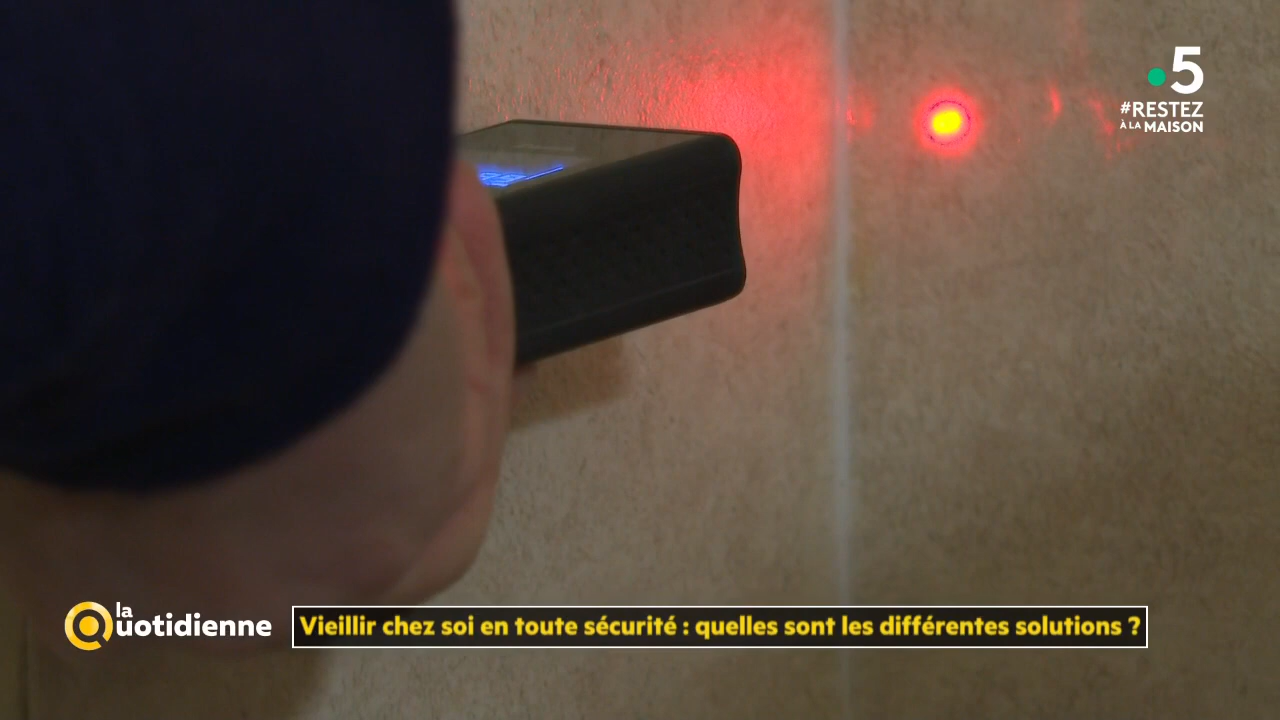 5
#RESTEZ
À LA MAISON
la
Quotidienne
Vieillir chez soi en toute sécurité : quelles sont les différentes solutions ?